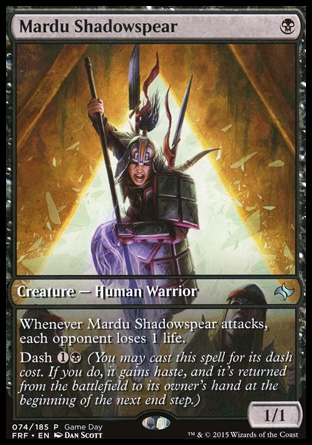 Mardu Shadowspear
Creature — Human Warrior
Whenever Mardu Shadowspear attacks,
each opponent loses 1 life.
Dash 1 (You may cast this spell for its dash
cost. If you do, it gains haste, and it's returned
from the battlefield to its owner's hand at the
beginning of the next end step.)
1/1
074/185 P Game Day
FRF • EN Dan Scott
™ & © 2015 Wizards of the Coast